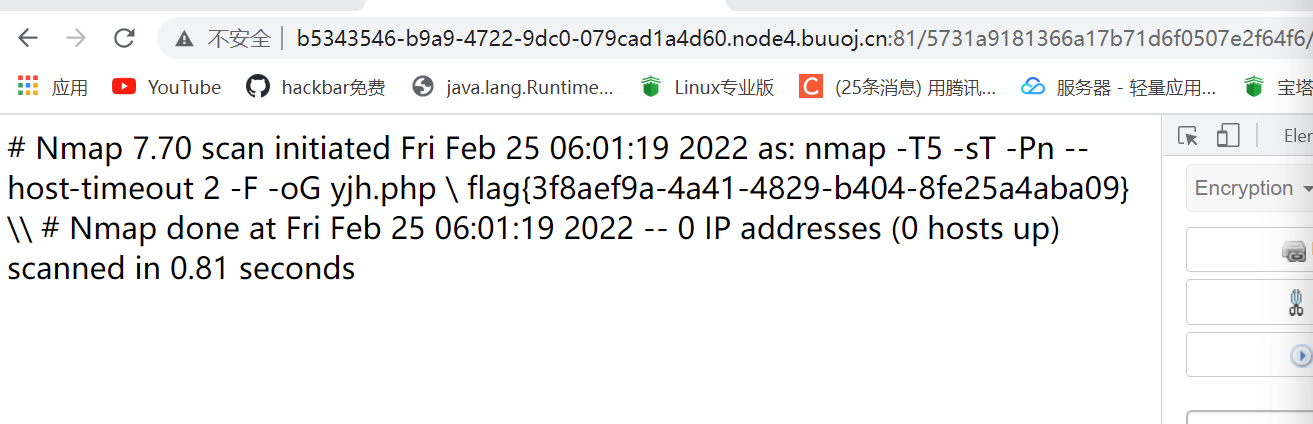 不安全 | b5343546-b9a9-4722-9dc0-079cad1a4d60.node4.buuoj.cn:81/5731a9181366a17b71d6f0507e2f64f6/
应用 YouTube hackbar免费 java.lang.Runtime... Linux专业版 (25条消息) 用腾讯... 服务器 - 轻量应用... 宝塔
# Nmap 7.70 scan initiated Fri Feb 25 06:01:19 2022 as: nmap -T5 -sT -Pn --
host-timeout 2 -F -oG yjh.php \ flag{3f8aef9a-4a41-4829-b404-8fe25a4aba09}
\\ # Nmap done at Fri Feb 25 06:01:19 2022 -- 0 IP addresses (0 hosts up)
scanned in 0.81 seconds
Eler
Encryption